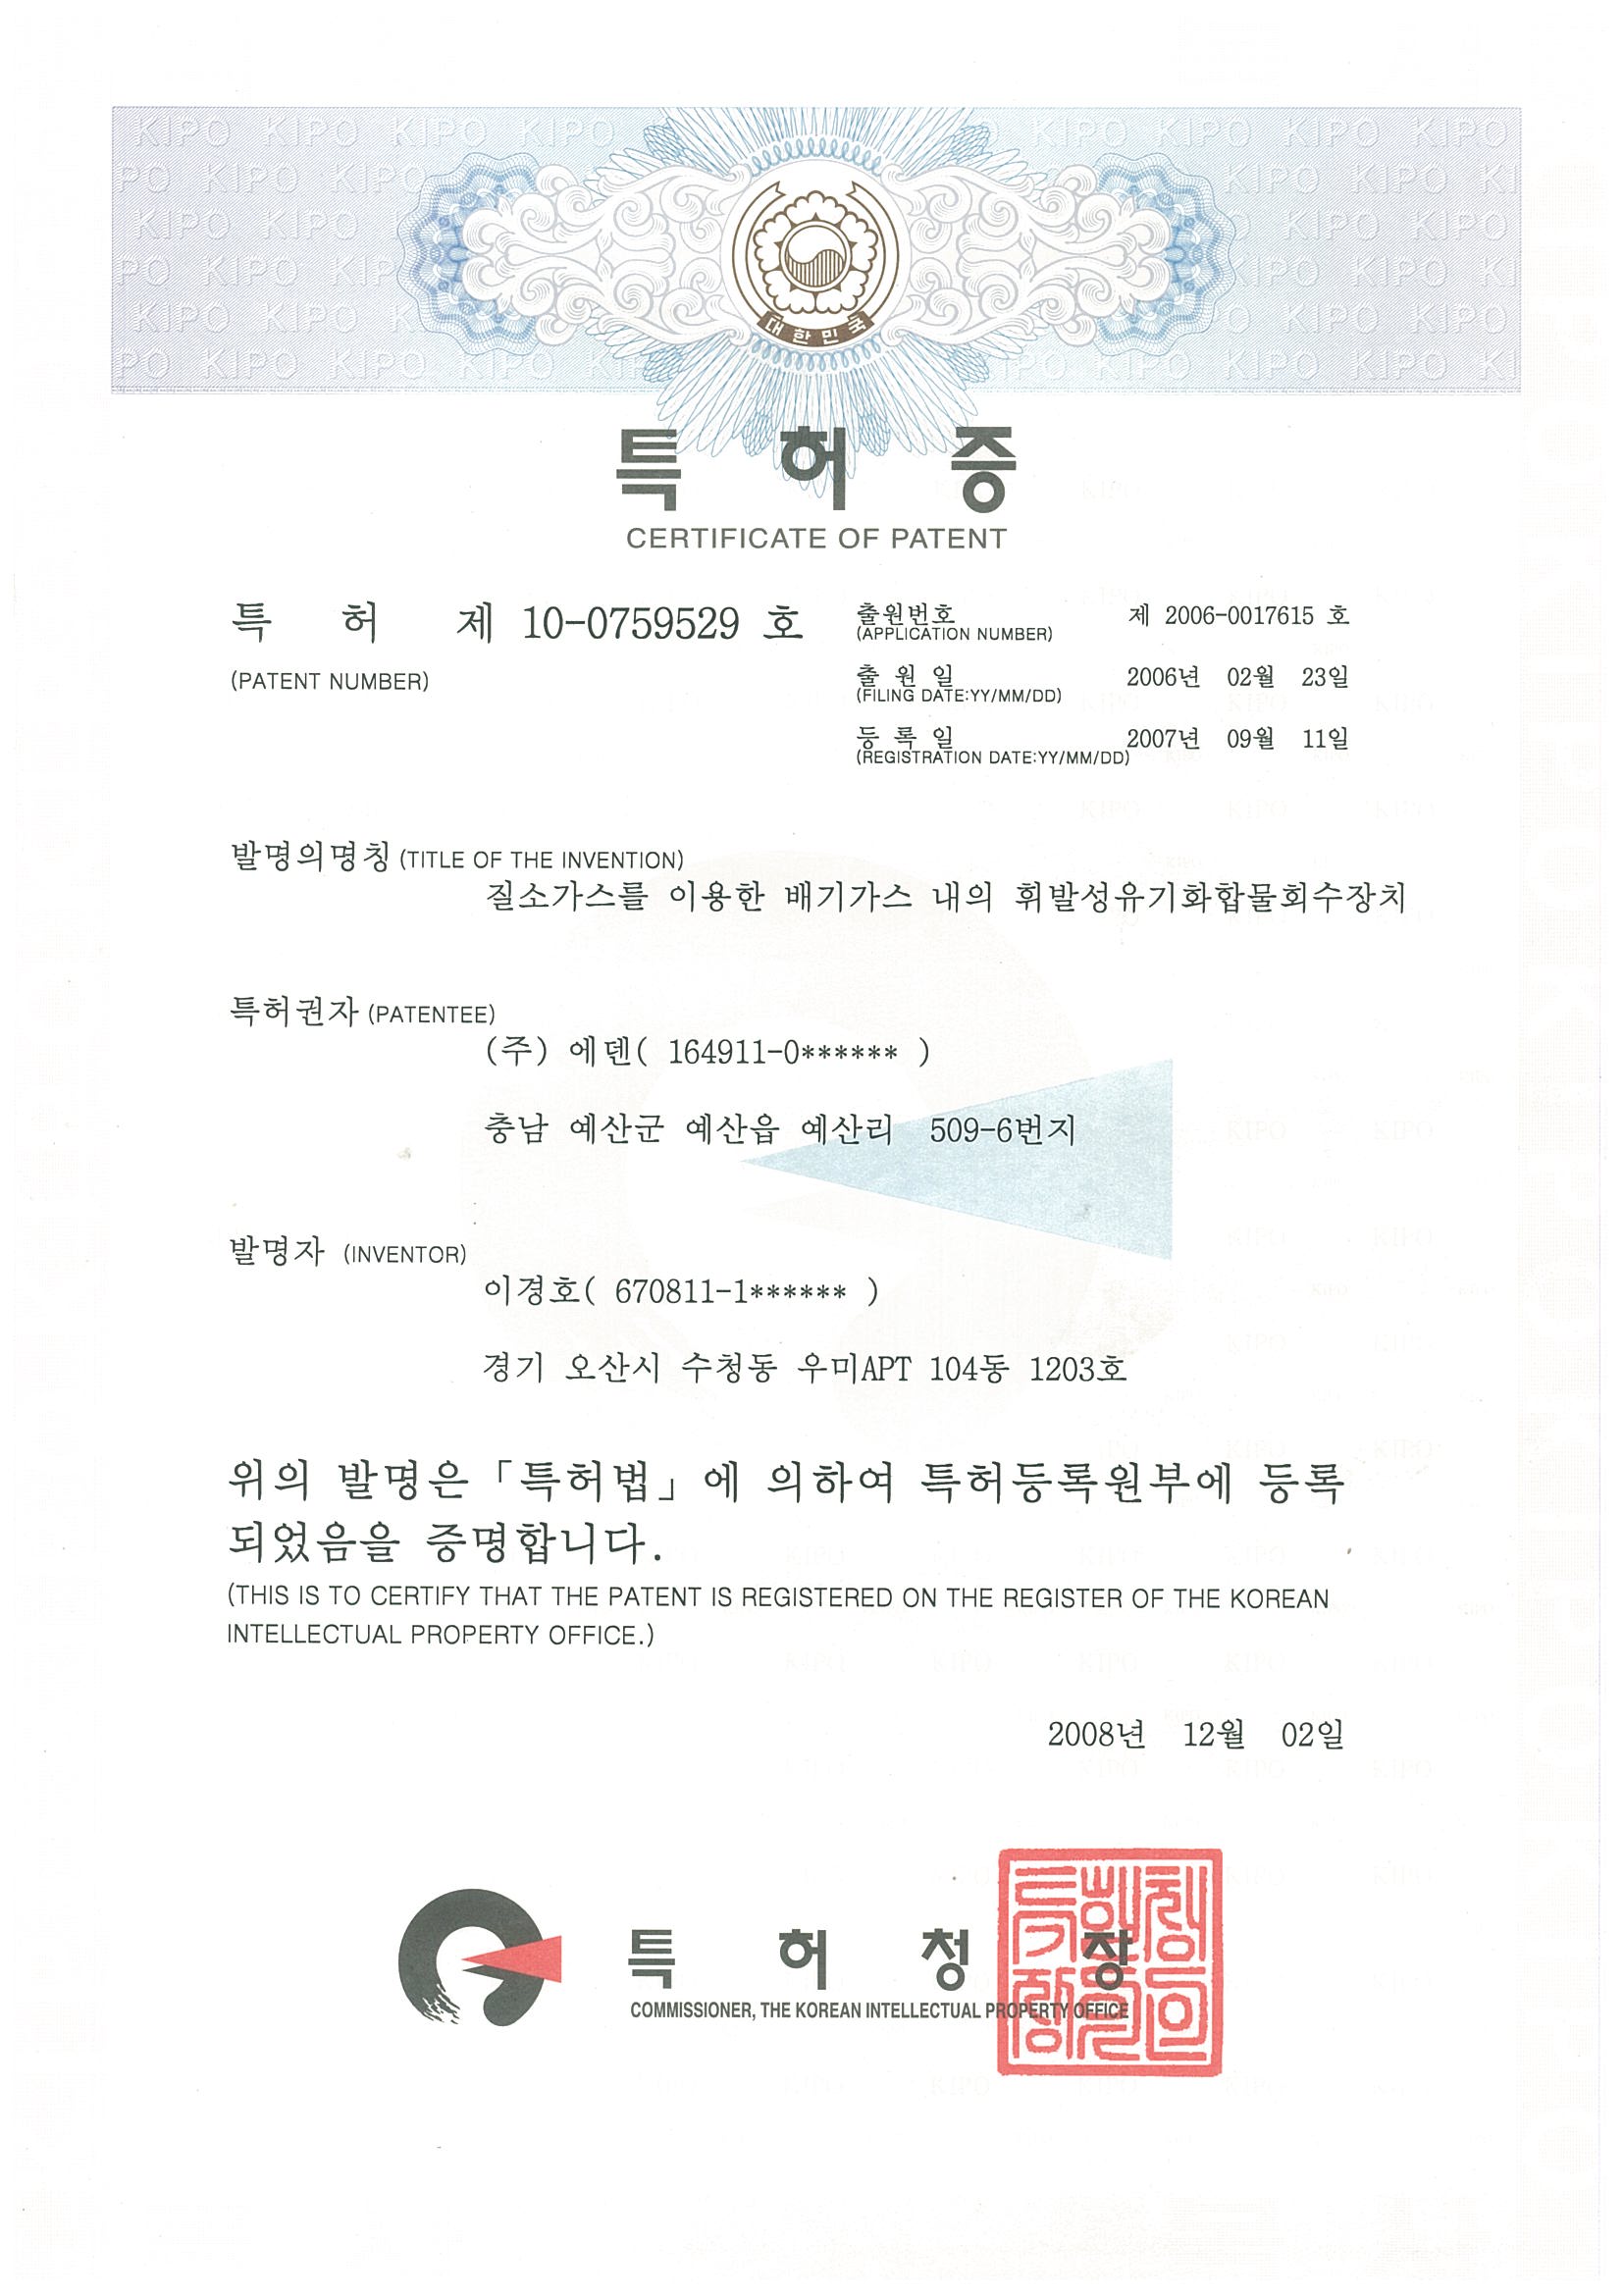 대한민국
특 허 증
CERTIFICATE OF PATENT
특 허 제 10-0759529 호
(PATENT NUMBER)
출원번호 제 2006-0017615 호
(APPLICATION NUMBER)
출 원 일 2006년 02월 23일
(FILING DATE:YY/MM/DD)
등 록 일 2007년 09월 11일
(REGISTRATION DATE:YY/MM/DD)
발명의명칭 (TITLE OF THE INVENTION)
질소가스를 이용한 배기가스 내의 휘발성유기화합물회수장치
특허권자 (PATENTEE)
(주) 에덴( 164911-0****** )
충남 예산군 예산읍 예산리 509-6번지
발명자 (INVENTOR)
이경호( 670811-1****** )
경기 오산시 수청동 우미APT 104동 1203호
위의 발명은「특허법」에 의하여 특허등록원부에 등록
되었음을 증명합니다.
(THIS IS TO CERTIFY THAT THE PATENT IS REGISTERED ON THE REGISTER OF THE KOREAN
INTELLECTUAL PROPERTY OFFICE.)
2008년 12월 02일
특 허 청 장
COMMISSIONER, THE KOREAN INTELLECTUAL PROPERTY OFFICE